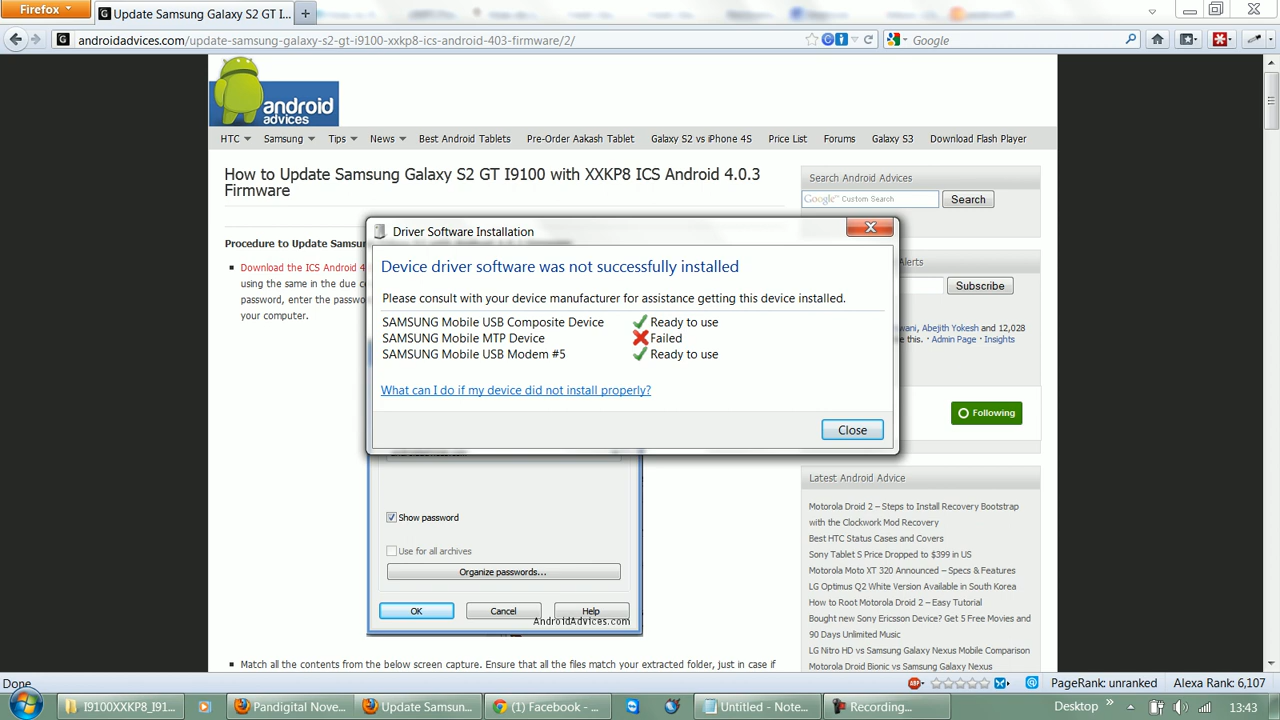 Firefox
Update Samsung Galaxy S2 GT I...
androidadvices.com/update-samsung-galaxy-s2-gt-i9100-xxkp8-ics-android-403-firmware/2/
Google
android
advices
HTC Samsung Tips News Best Android Tablets Pre-Order Aakash Tablet Galaxy S2 vs iPhone 4S Price List Forums Galaxy S3 Download Flash Player
How to Update Samsung Galaxy S2 GT I9100 with XXKP8 ICS Android 4.0.3
Firmware
Search Android Advices
Google™ Custom Search Search
Driver Software Installation
Procedure to Update Samsu
Device driver software was not successfully installed
Alerts
Download the ICS Android 4
using the same in the due co
Subscribe
Please consult with your device manufacturer for assistance getting this device installed.
password, enter the passwo
your computer.
SAMSUNG Mobile USB Composite Device Ready to use
SAMSUNG Mobile MTP Device Failed
SAMSUNG Mobile USB Modem #5 Ready to use
wani, Abejith Yokesh and 12,028
e this. · Admin Page · Insights
What can I do if my device did not install properly?
Following
Close
Show password
Use for all archives
Organize passwords...
OK Cancel Help
AndroidAdvices.com
Latest Android Advice
Motorola Droid 2 – Steps to Install Recovery Bootstrap
with the Clockwork Mod Recovery
Best HTC Status Cases and Covers
Sony Tablet S Price Dropped to $399 in US
Motorola Moto XT 320 Announced – Specs & Features
LG Optimus Q2 White Version Available in South Korea
How to Root Motorola Droid 2 – Easy Tutorial
Bought new Sony Ericsson Device? Get 5 Free Movies and
90 Days Unlimited Music
LG Nitro HD vs Samsung Galaxy Nexus Mobile Comparison
Motorola Droid Bionic vs Samsung Galaxy Nexus
Match all the contents from the below screen capture. Ensure that all the files match your extracted folder, just in case if
Done
ABP
PageRank: unranked Alexa Rank: 6,107
I9100XXKP8_I91... Pandigital Nove... Update Samsun... (1) Facebook - ... Untitled - Note... Recording... Desktop » 13:43